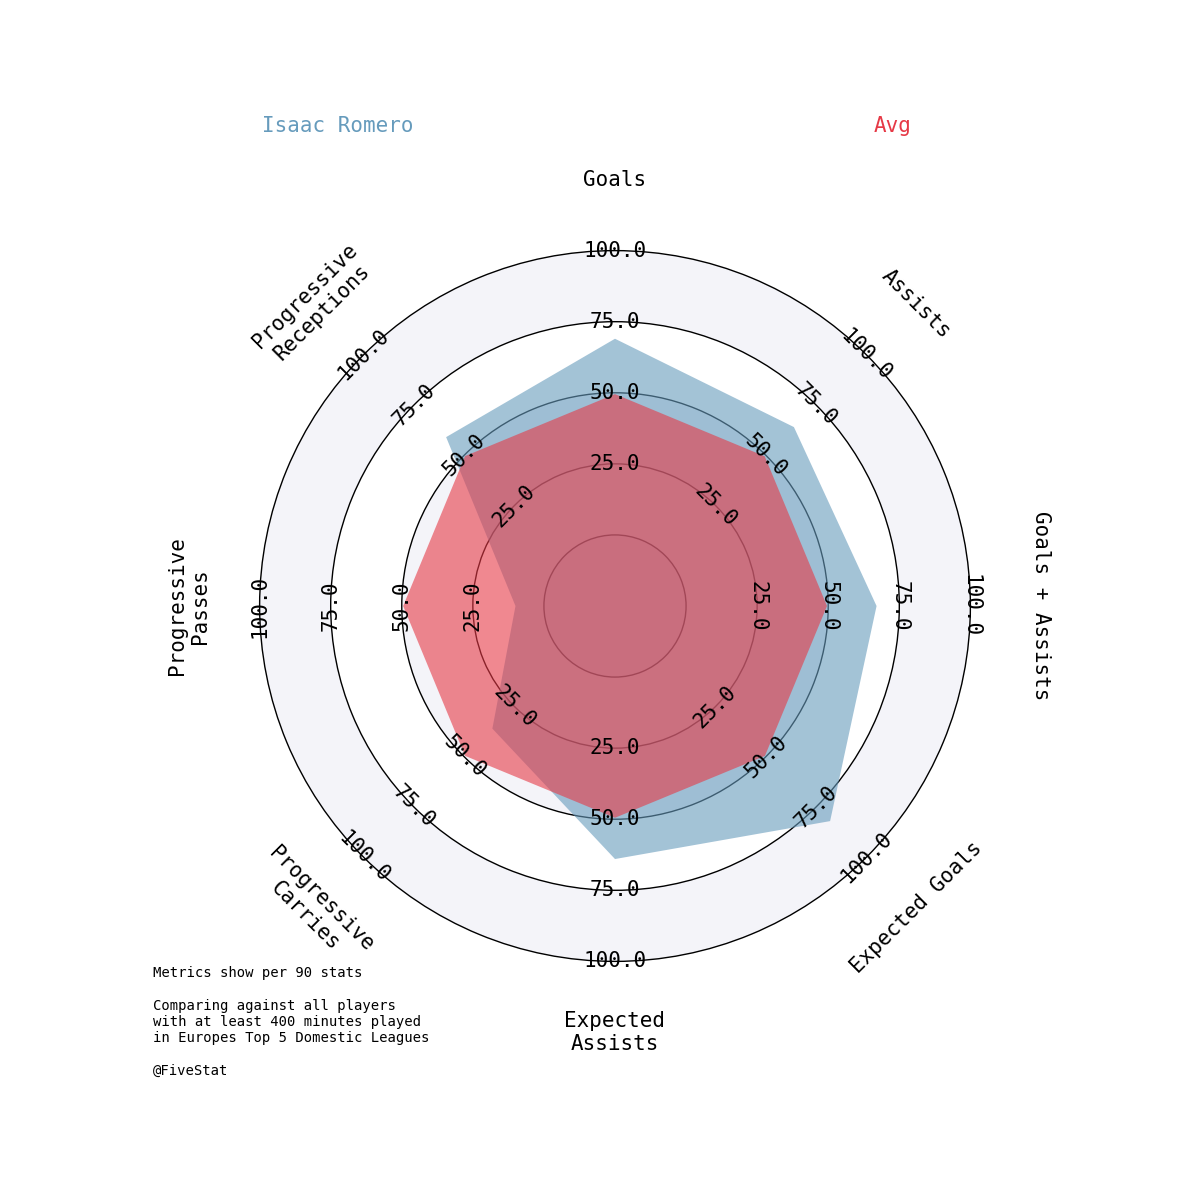 Isaac Romero
Avg
Goals
Assists
Goals + Assists
Expected Goals
Expected
Assists
Progressive
Carries
Progressive
Passes
Progressive
Receptions
100.0
75.0
50.0
25.0
100.0
75.0
50.0
25.0
100.0
75.0
50.0
25.0
100.0
75.0
50.0
25.0
100.0
75.0
50.0
25.0
100.0
75.0
50.0
25.0
100.0
75.0
50.0
25.0
100.0
75.0
50.0
25.0
Metrics show per 90 stats
Comparing against all players
with at least 400 minutes played
in Europes Top 5 Domestic Leagues
@FiveStat